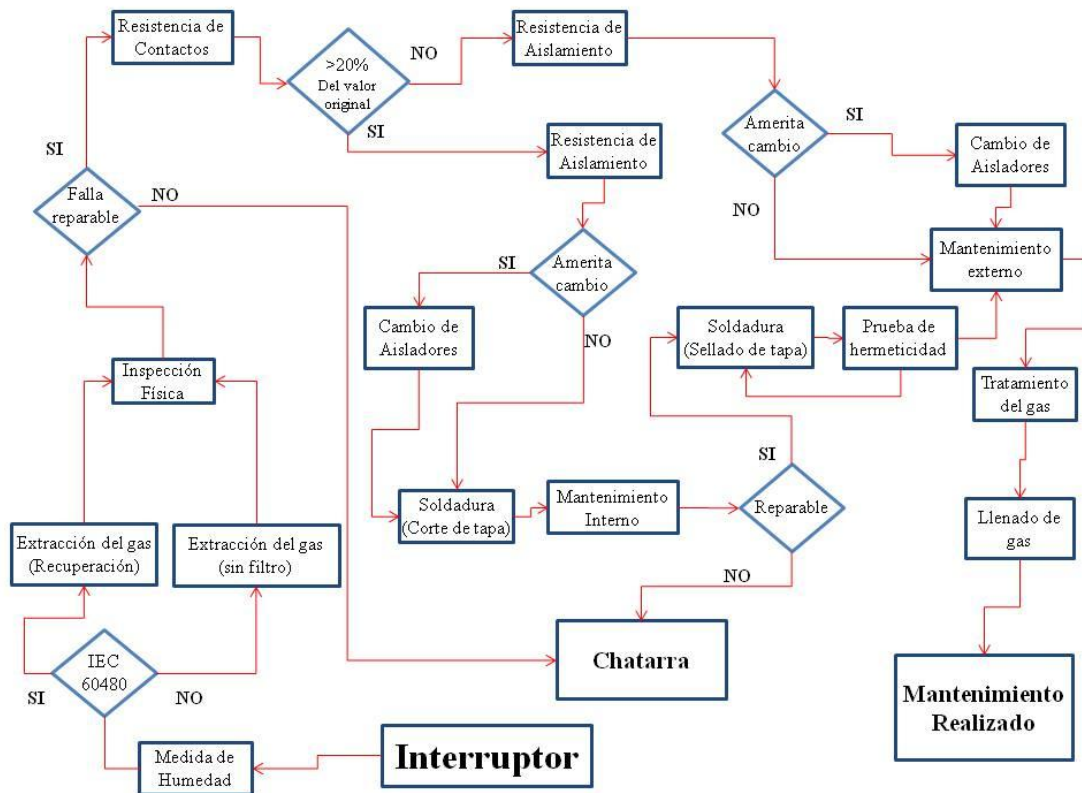 Resistencia de
Contactos
NO
Resistencia de
Aislamiento
>20%
Del valor
original
SI
SI
Resistencia de
Aislamiento
Amerita
cambio
SI
Cambio de
Aisladores
Falla
reparable
NO
NO
Mantenimiento
externo
Amerita
cambio
SI
NO
Cambio de
Aisladores
Soldadura
(Sellado de tapa)
Prueba de
hermeticidad
Inspección
Física
Tratamiento
del gas
SI
Soldadura
(Corte de tapa)
Mantenimiento
Interno
Reparable
Llenado de
gas
Extracción del gas
(Recuperación)
Extracción del gas
(sin filtro)
NO
IEC
60480
SI
NO
Chatarra
Mantenimiento
Realizado
Medida de
Humedad
Interruptor